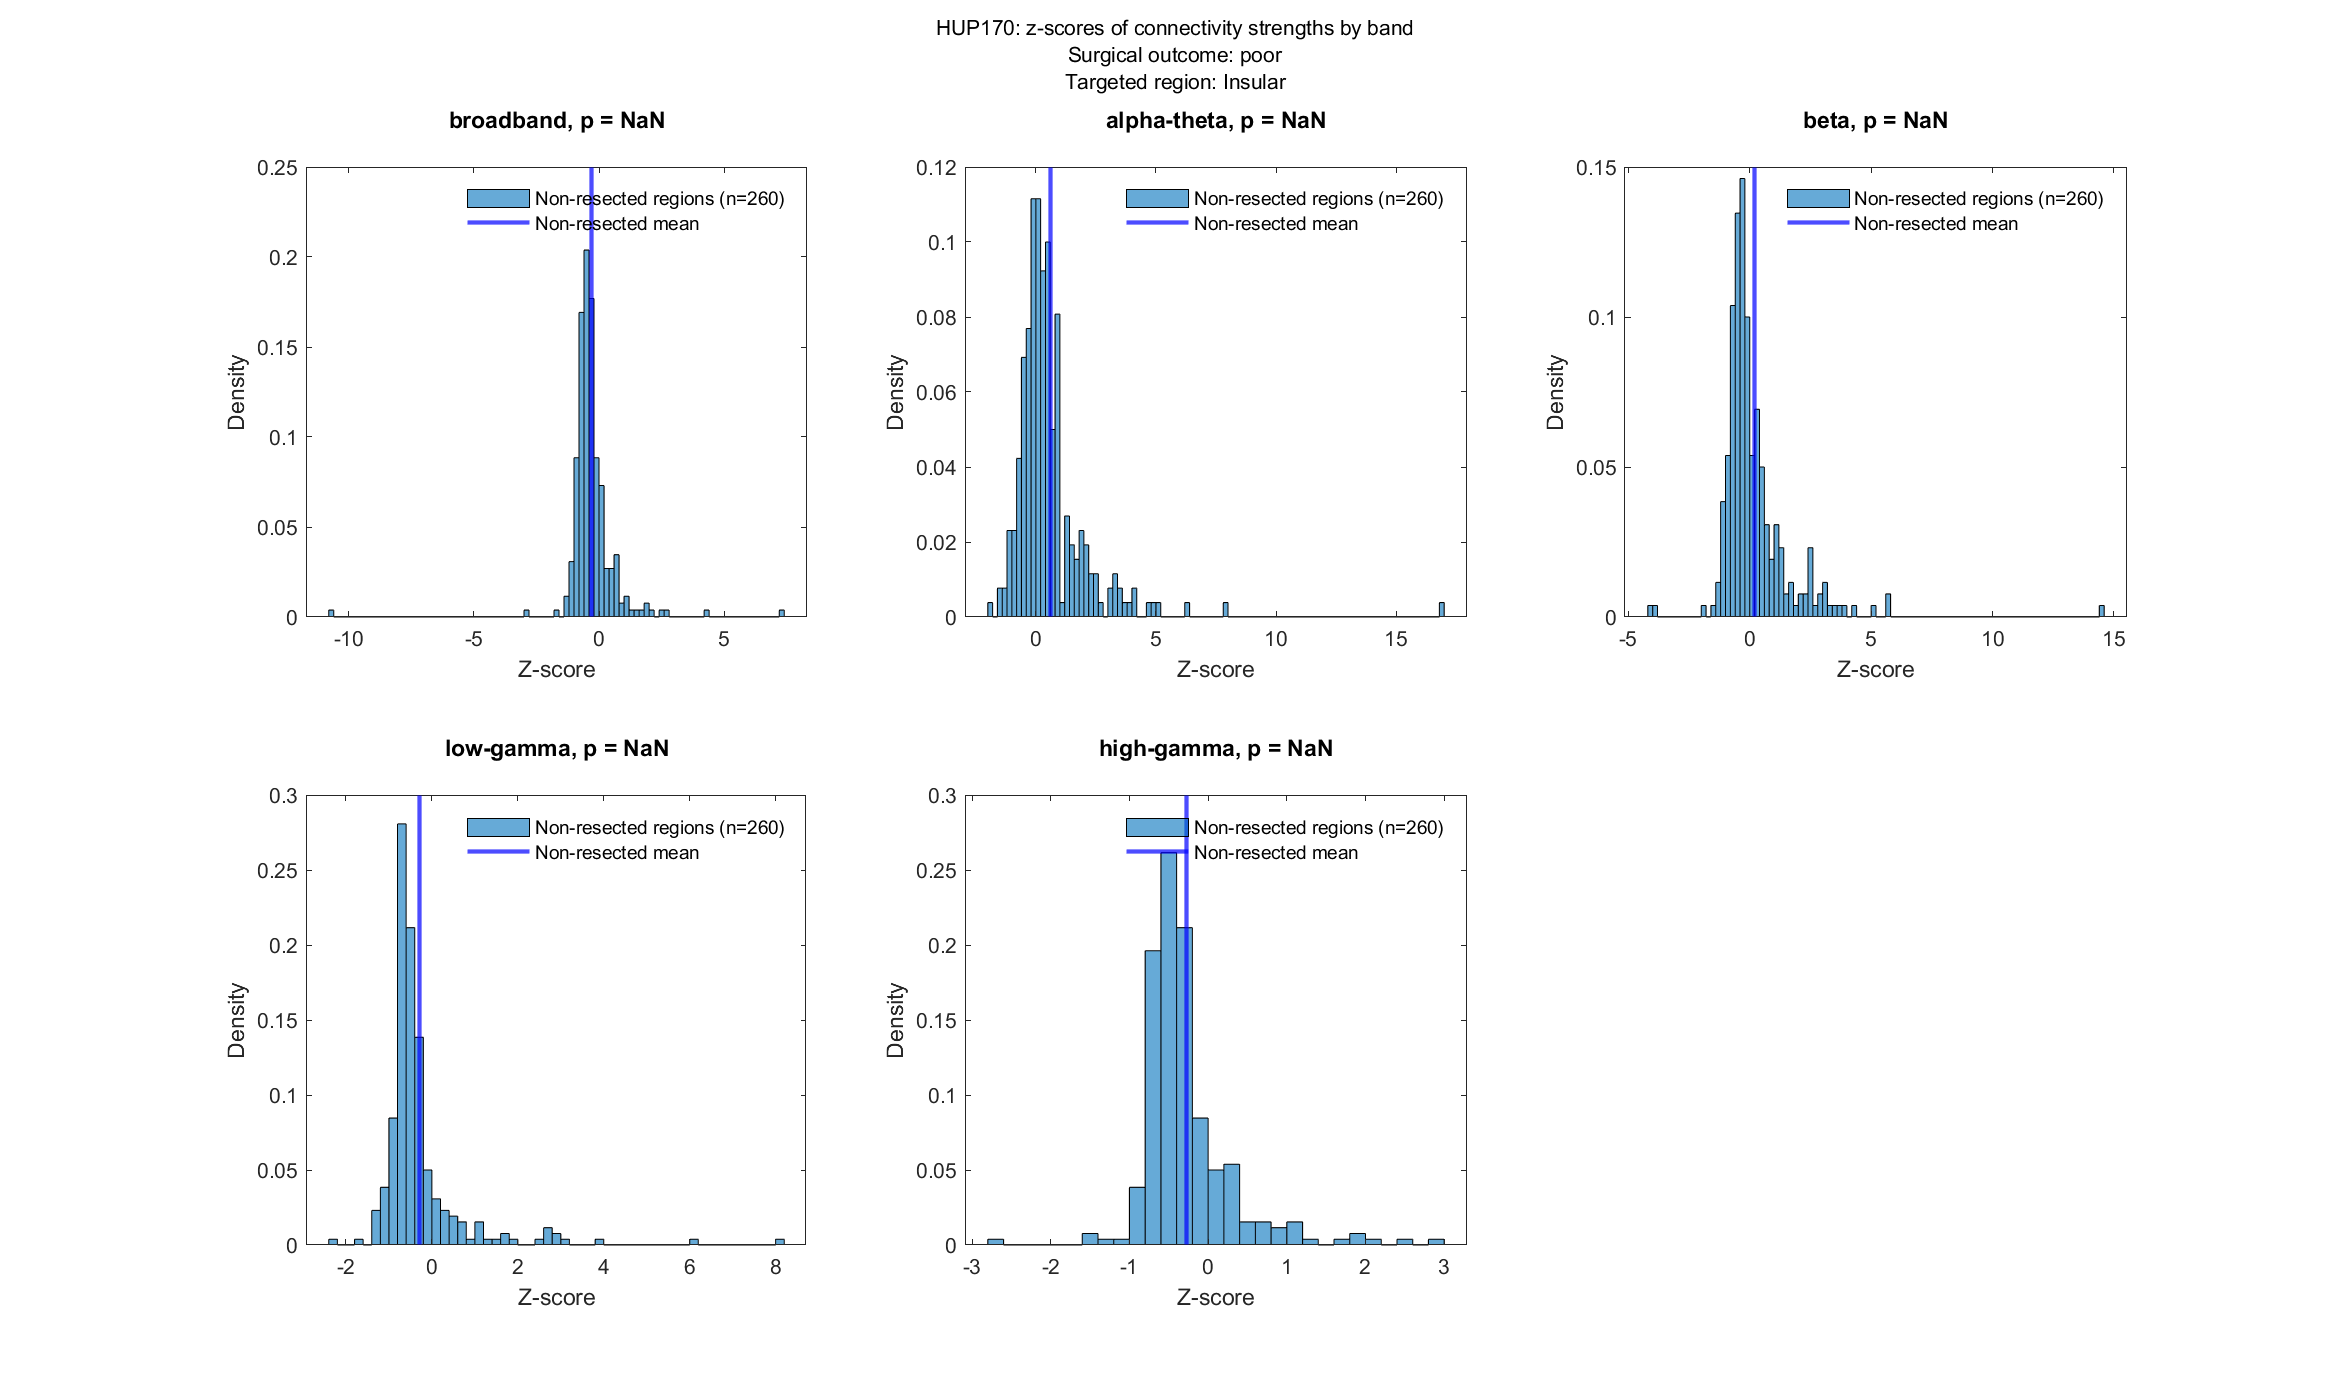 HUP170: z-scores of connectivity strengths by band
Surgical outcome: poor
Targeted region: Insular
broadband, p = NaN
Non-resected regions (n=260)
Non-resected mean
0.25
0.2
0.15
0.1
0.05
0
Density
-10
-5
0
5
Z-score
alpha-theta, p = NaN
Non-resected regions (n=260)
Non-resected mean
0.12
0.1
0.08
0.06
0.04
0.02
0
Density
0
5
10
15
Z-score
beta, p = NaN
Non-resected regions (n=260)
Non-resected mean
0.15
0.1
0.05
0
Density
-5
0
5
10
15
Z-score
low-gamma, p = NaN
Non-resected regions (n=260)
Non-resected mean
0.3
0.25
0.2
0.15
0.1
0.05
0
Density
-2
0
2
4
6
8
Z-score
high-gamma, p = NaN
Non-resected regions (n=260)
Non-resected mean
0.3
0.25
0.2
0.15
0.1
0.05
0
Density
-3
-2
-1
0
1
2
3
Z-score